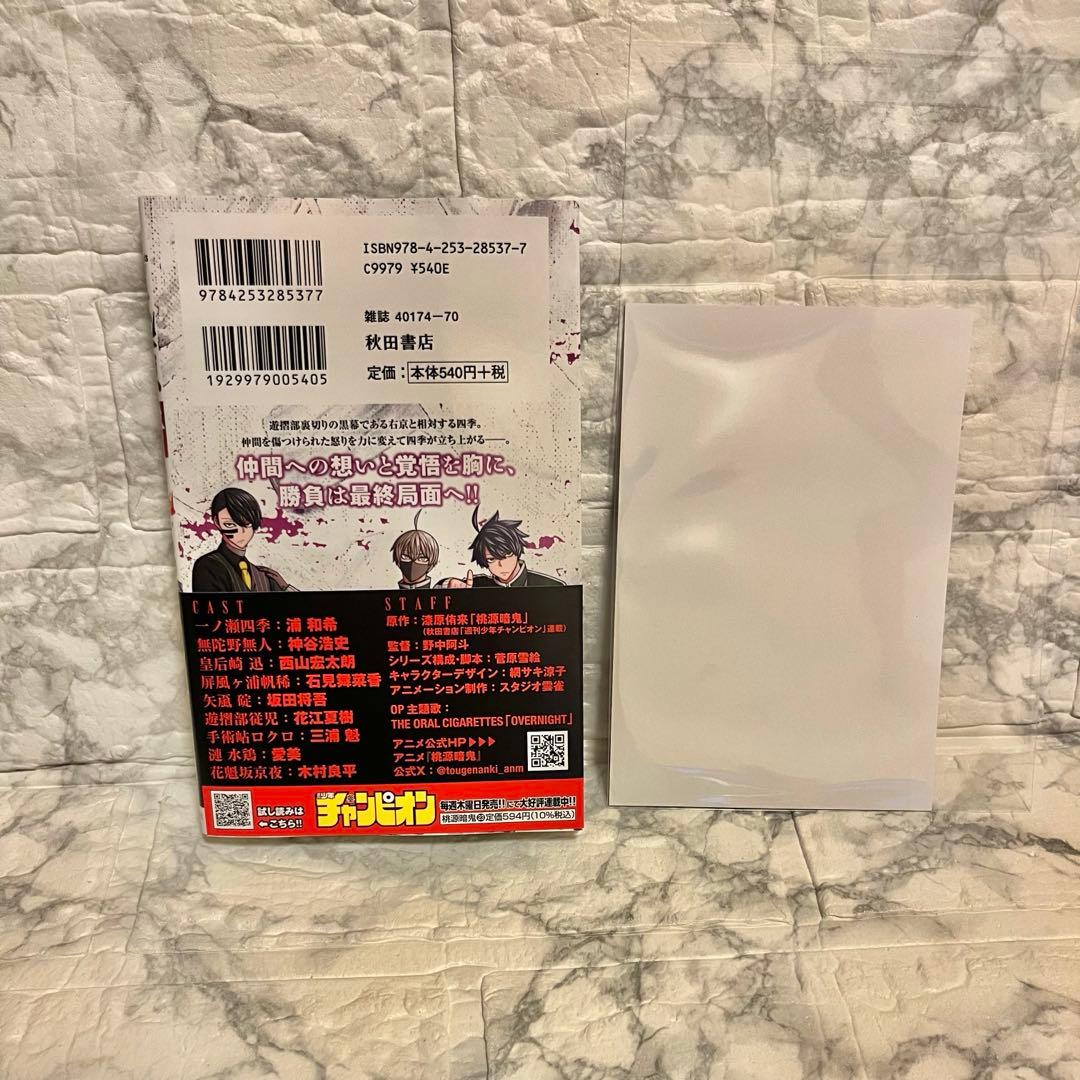 ISBN978-4-253-28537-7
C9979 ¥540E
9784253285377
雑誌 40174-70
秋田書店
1929979005405
定価：本体540円＋税
遊摺部裏切りの黒幕である右京と相対する四季。
仲間を傷つけられた怒りを力に変えて四季が立ち上がる――。
仲間への想いと覚悟を胸に、
勝負は最終局面へ!!
CAST
一ノ瀬四季：浦 和希
無陀野無人：神谷浩史
皇后崎 迅：西山宏太朗
屏風ヶ浦帆稀：石見舞菜香
矢颪 碇：坂田将吾
遊摺部従児：花江夏樹
手術岾ロクロ：三浦 魁
漣 水鶏：愛美
花魁坂京夜：木村良平
STAFF
原作：漆原侑来「桃源暗鬼」
（秋田書店「週刊少年チャンピオン」連載）
監督：野中阿斗
シリーズ構成・脚本：菅原雪絵
キャラクターデザイン：網サキ涼子
アニメーション制作：スタジオ雲雀
OP主題歌：
THE ORAL CIGARETTES「OVERNIGHT」
アニメ公式HP▶▶▶
アニメ『桃源暗鬼』
公式X：@tougenanki_anm
試し読みは
←こちら!!
週刊少年チャンピオン
毎週木曜日発売!!にて大好評連載中!!
定価594円(10%税込)